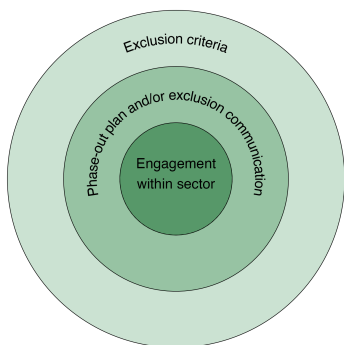 Exclusion criteria
Phase-out plan and/or exclusion communication
Engagement
within sector